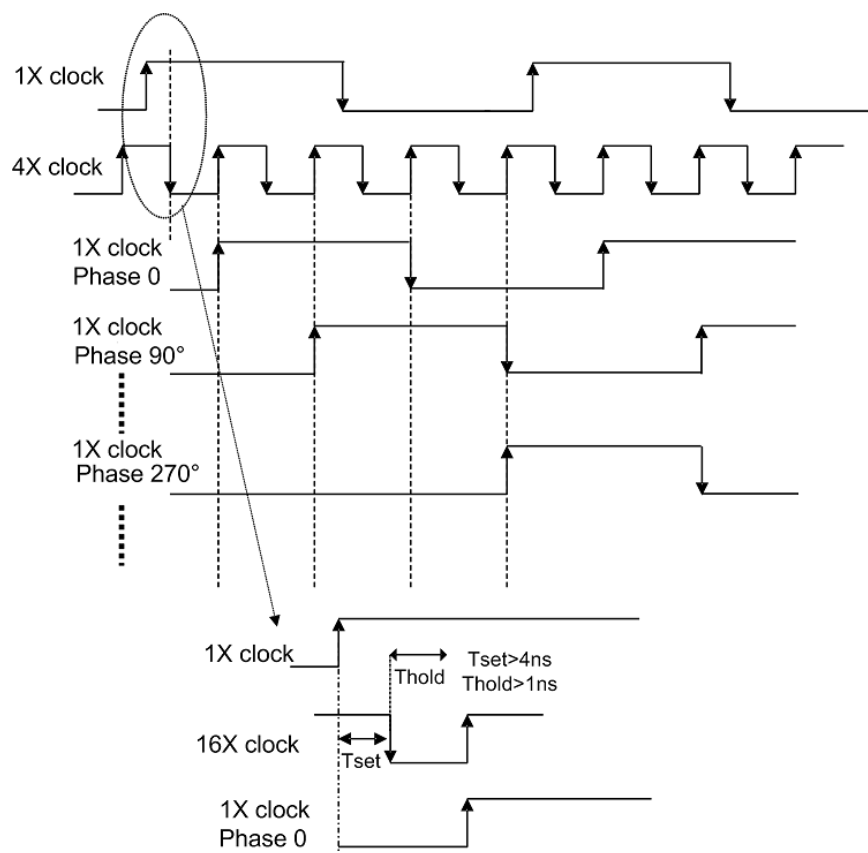 1X clock
4X clock
1X clock
Phase 0
1X clock
Phase 90°
1X clock
Phase 270°
1X clock
Thold
Tset>4ns
Thold>1ns
16X clock
Tset
1X clock
Phase 0